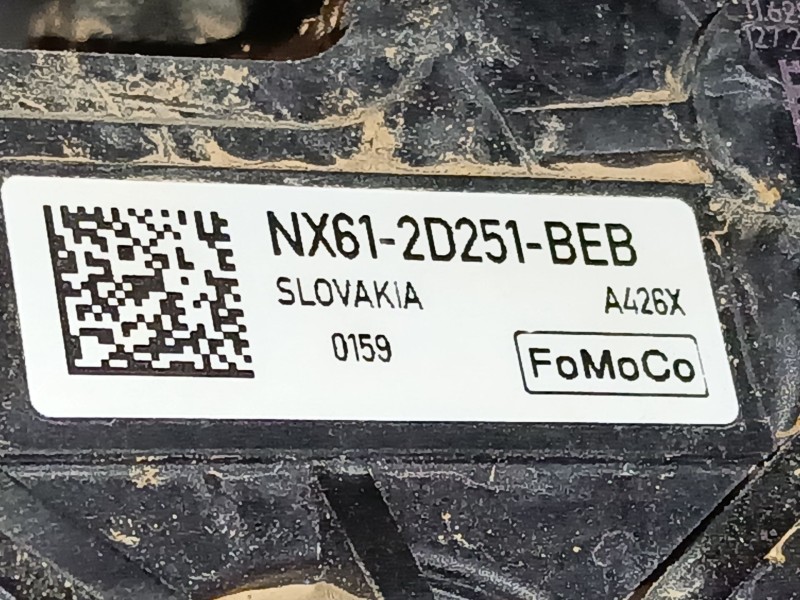 NX61-2D251-BEB
SLOVAKIA
A426X
0159
FoMoCo